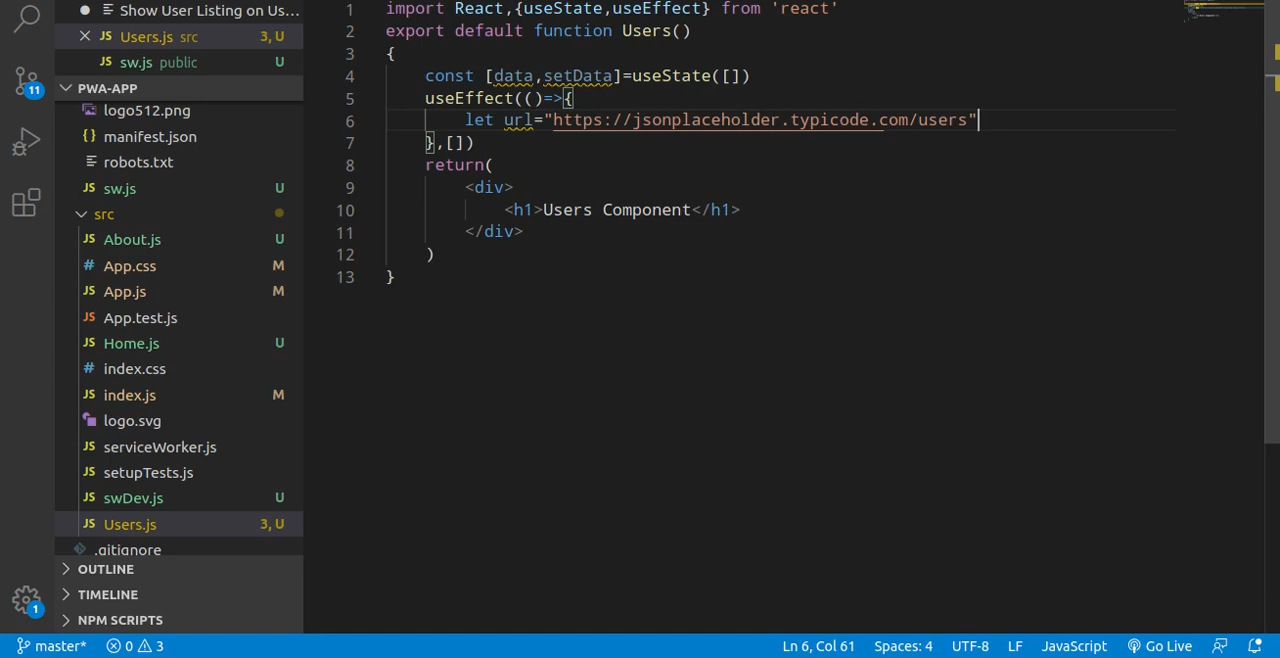 Show User Listing on Us...
Users.js src 3, U
sw.js public U
PWA-APP
logo512.png
manifest.json
robots.txt
sw.js U
src
About.js U
App.css M
App.js M
App.test.js
Home.js U
index.css
index.js M
logo.svg
serviceWorker.js
setupTests.js
swDev.js U
Users.js 3, U
.gitignore
OUTLINE
TIMELINE
NPM SCRIPTS
11
1
1 import React,{useState,useEffect} from 'react'
2 export default function Users()
3 {
4 const [data,setData]=useState([])
5 useEffect(()=>{
6 let url="https://jsonplaceholder.typicode.com/users"
7 },[])
8 return(
9 <div>
10 <h1>Users Component</h1>
11 </div>
12 )
13 }
master* 0 3 Ln 6, Col 61 Spaces: 4 UTF-8 LF JavaScript Go Live